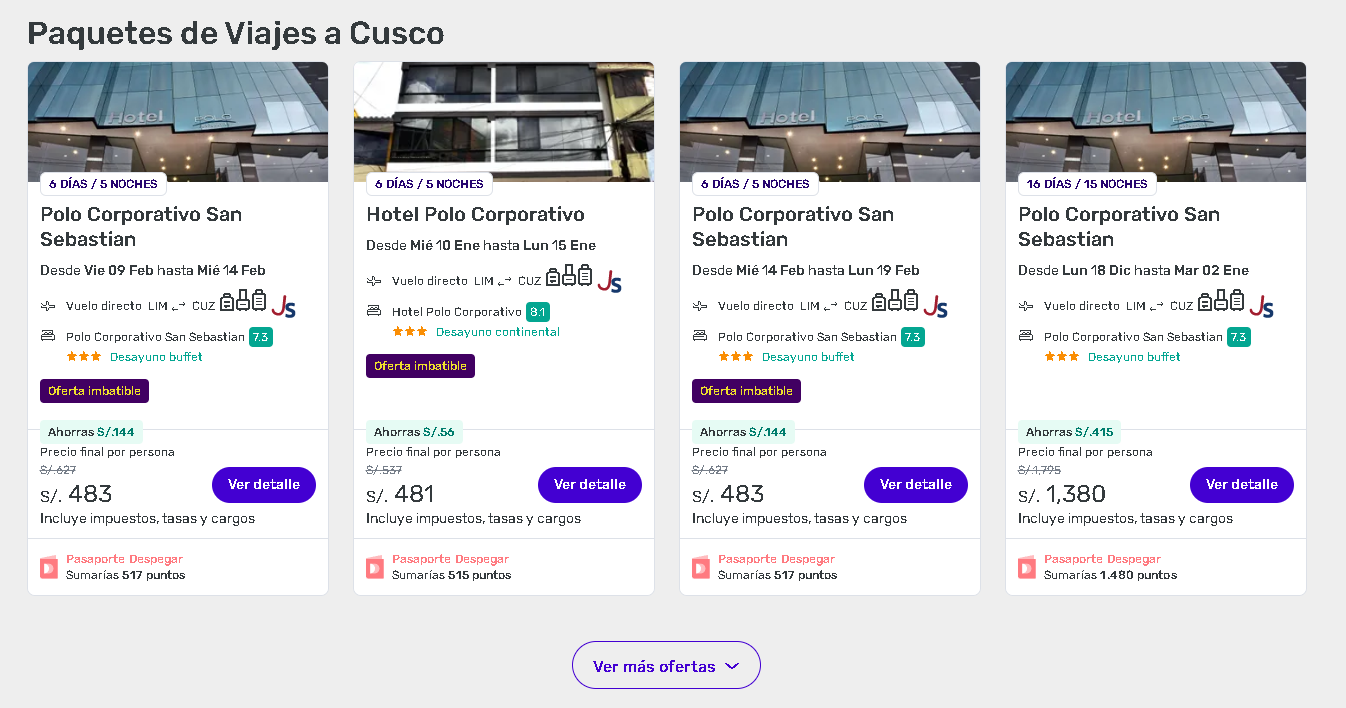 Paquetes de Viajes a Cusco
Hotel POLO
6 DÍAS / 5 NOCHES
Polo Corporativo San
Sebastian
Desde Vie 09 Feb hasta Mié 14 Feb
Vuelo directo LIM CUZ JS
Polo Corporativo San Sebastian 7.3
Desayuno buffet
Oferta imbatible
Ahorras S/.144
Precio final por persona
S/.627
S/. 483
Ver detalle
Incluye impuestos, tasas y cargos
Pasaporte Despegar
Sumarías 517 puntos
6 DÍAS / 5 NOCHES
Hotel Polo Corporativo
Desde Mié 10 Ene hasta Lun 15 Ene
Vuelo directo LIM CUZ JS
Hotel Polo Corporativo 8.1
Desayuno continental
Oferta imbatible
Ahorras S/.56
Precio final por persona
S/.537
S/. 481
Ver detalle
Incluye impuestos, tasas y cargos
Pasaporte Despegar
Sumarías 515 puntos
Hotel POLO
6 DÍAS / 5 NOCHES
Polo Corporativo San
Sebastian
Desde Mié 14 Feb hasta Lun 19 Feb
Vuelo directo LIM CUZ JS
Polo Corporativo San Sebastian 7.3
Desayuno buffet
Oferta imbatible
Ahorras S/.144
Precio final por persona
S/.627
S/. 483
Ver detalle
Incluye impuestos, tasas y cargos
Pasaporte Despegar
Sumarías 517 puntos
Hotel POLO
16 DÍAS / 15 NOCHES
Polo Corporativo San
Sebastian
Desde Lun 18 Dic hasta Mar 02 Ene
Vuelo directo LIM CUZ JS
Polo Corporativo San Sebastian 7.3
Desayuno buffet
Ahorras S/.415
Precio final por persona
S/.1,795
S/. 1,380
Ver detalle
Incluye impuestos, tasas y cargos
Pasaporte Despegar
Sumarías 1.480 puntos
Ver más ofertas